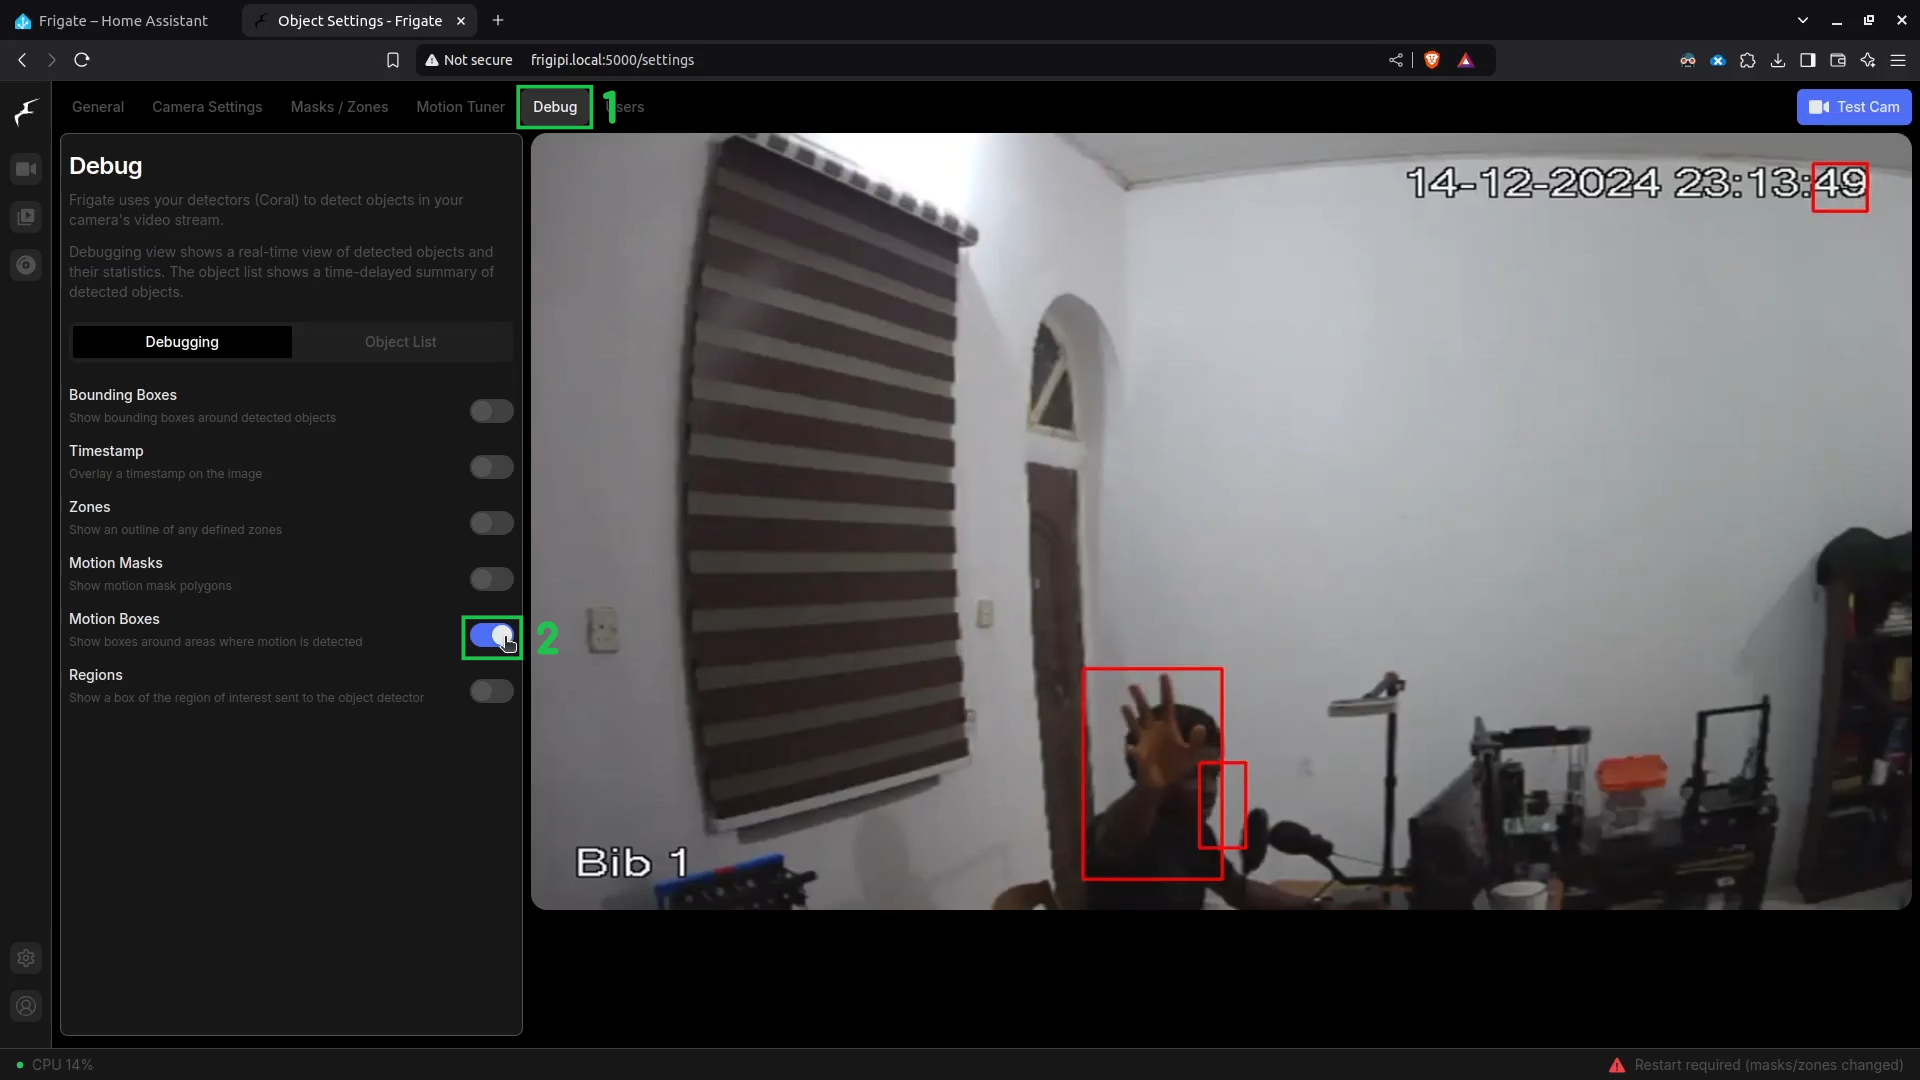 Frigate – Home Assistant
Object Settings - Frigate
Not secure
frigipi.local:5000/settings
General
Camera Settings
Masks / Zones
Motion Tuner
Debug
1
Test Cam
Debug
Frigate uses your detectors (Coral) to detect objects in your
camera's video stream.
Debugging view shows a real-time view of detected objects and
their statistics. The object list shows a time-delayed summary of
detected objects.
Debugging
Object List
Bounding Boxes
Show bounding boxes around detected objects
Timestamp
Overlay a timestamp on the image
Zones
Show an outline of any defined zones
Motion Masks
Show motion mask polygons
Motion Boxes
Show boxes around areas where motion is detected
2
Regions
Show a box of the region of interest sent to the object detector
14-12-2024 23:13:49
Bib 1
CPU 14%
Restart required (masks/zones changed)